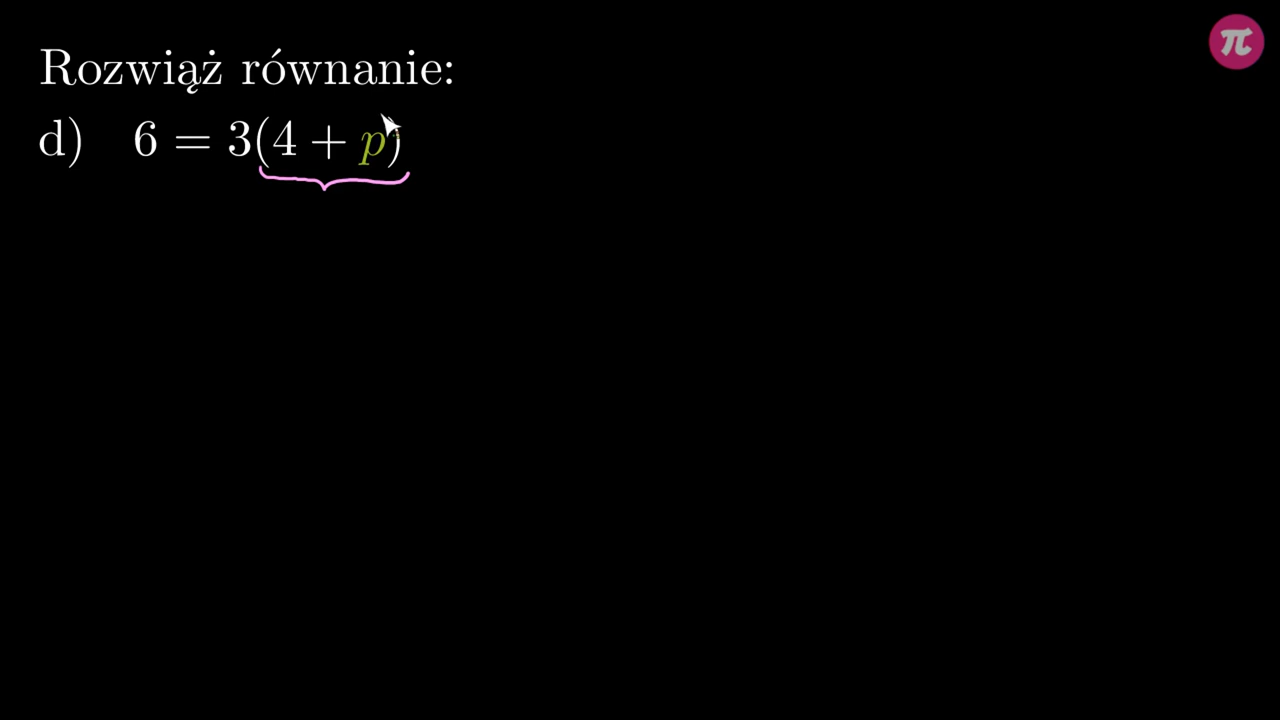 Rozwiąż równanie:
d) 6 = 3(4 + p)
π